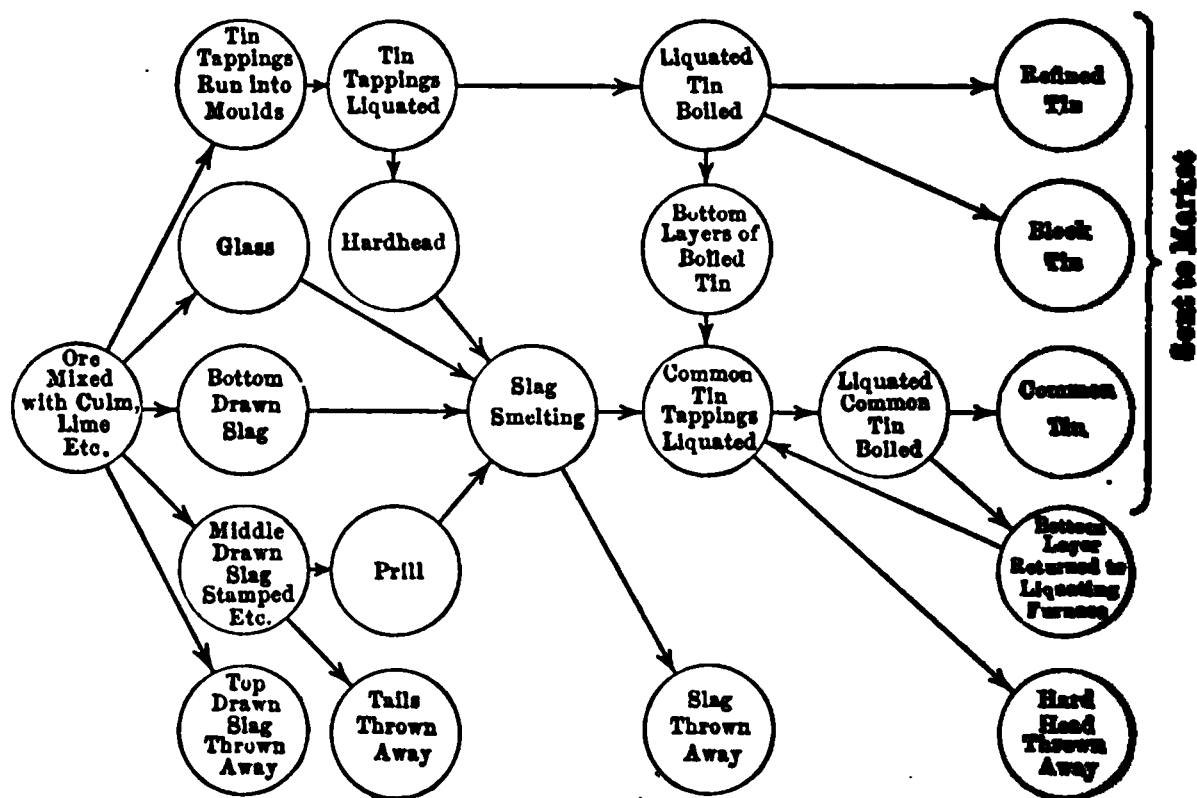 Tin
Tappings
Run into
Moulds
Tin
Tappings
Liquated
Liquated
Tin
Boiled
Refined
Tin
Glass
Hardhead
Bottom
Layers of
Boiled
Tin
Block
Tin
Sent to Market
Ore
Mixed
with Culm,
Lime
Etc.
Bottom
Drawn
Slag
Slag
Smelting
Common
Tin
Tappings
Liquated
Liquated
Common
Tin
Boiled
Common
Tin
Middle
Drawn
Slag
Stamped
Etc.
Prill
Bottom
Layer
Returned to
Liquating
Furnace
Top
Drawn
Slag
Thrown
Away
Tails
Thrown
Away
Slag
Thrown
Away
Hard
Head
Thrown
Away